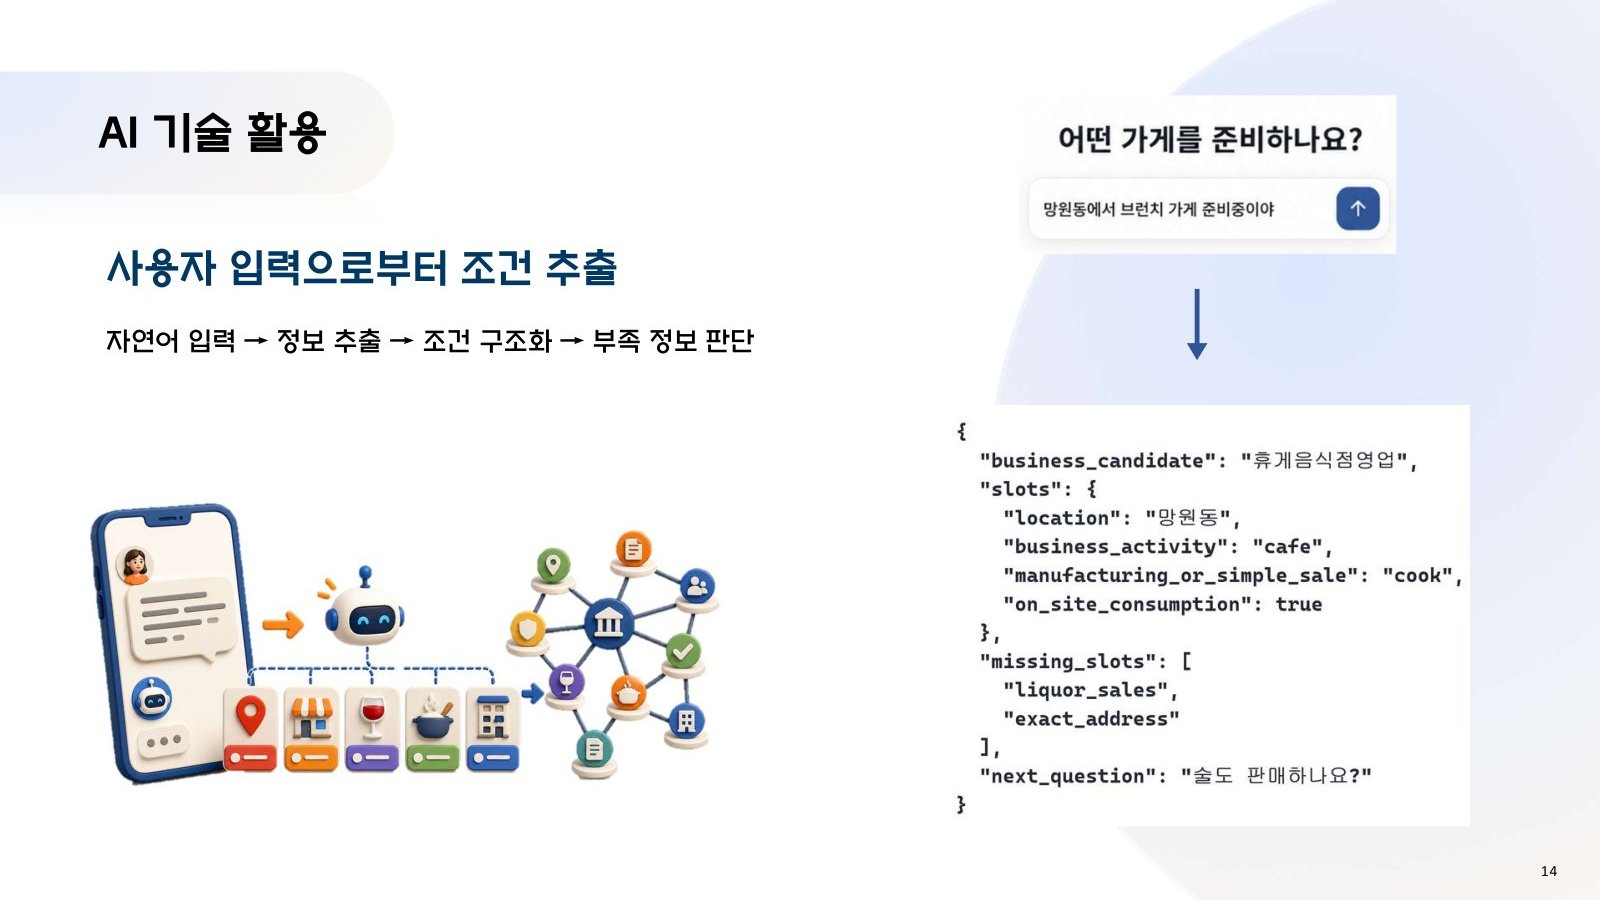 AI 기술 활용
사용자 입력으로부터 조건 추출
자연어 입력 → 정보 추출 → 조건 구조화 → 부족 정보 판단
어떤 가게를 준비하나요?
망원동에서 브런치 가게 준비중이야
{
  "business_candidate": "휴게음식점영업",
  "slots": {
    "location": "망원동",
    "business_activity": "cafe",
    "manufacturing_or_simple_sale": "cook",
    "on_site_consumption": true
  },
  "missing_slots": [
    "liquor_sales",
    "exact_address"
  ],
  "next_question": "술도 판매하나요?"
}
14